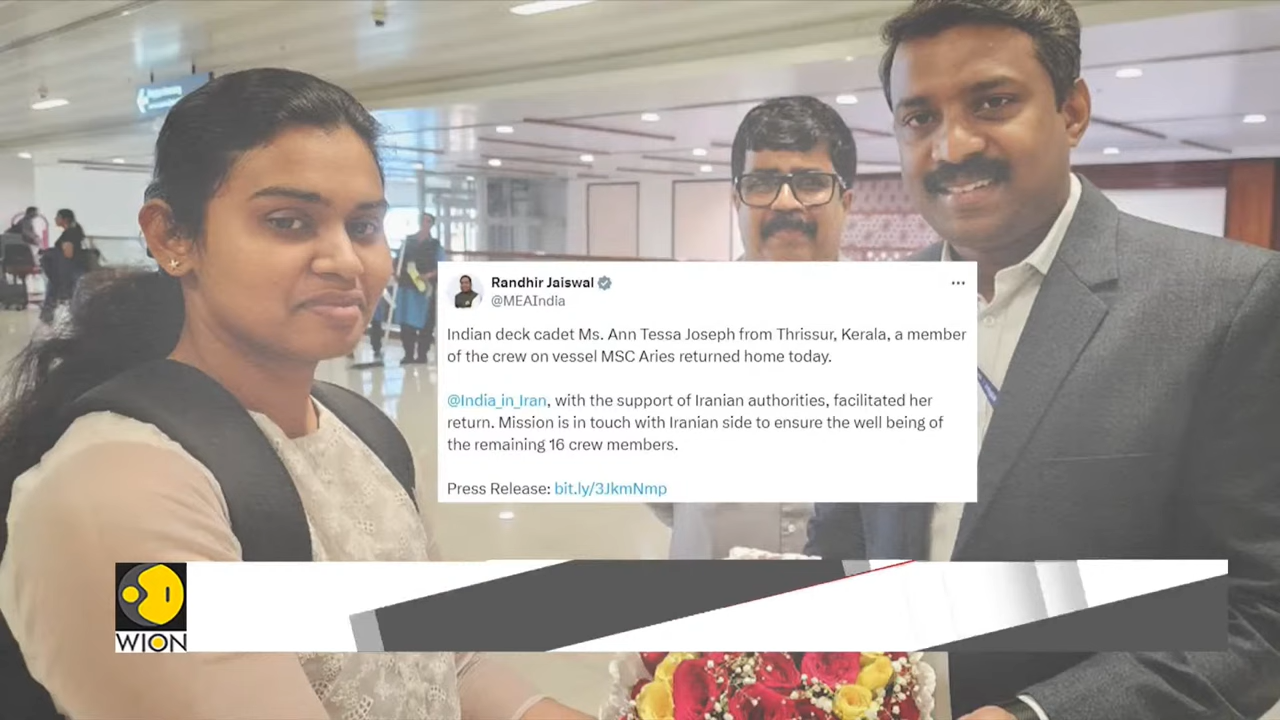 Randhir Jaiswal
@MEAIndia
Indian deck cadet Ms. Ann Tessa Joseph from Thrissur, Kerala, a member
of the crew on vessel MSC Aries returned home today.
@India_in_Iran, with the support of Iranian authorities, facilitated her
return. Mission is in touch with Iranian side to ensure the well being of
the remaining 16 crew members.
Press Release: bit.ly/3JkmNmp
WION